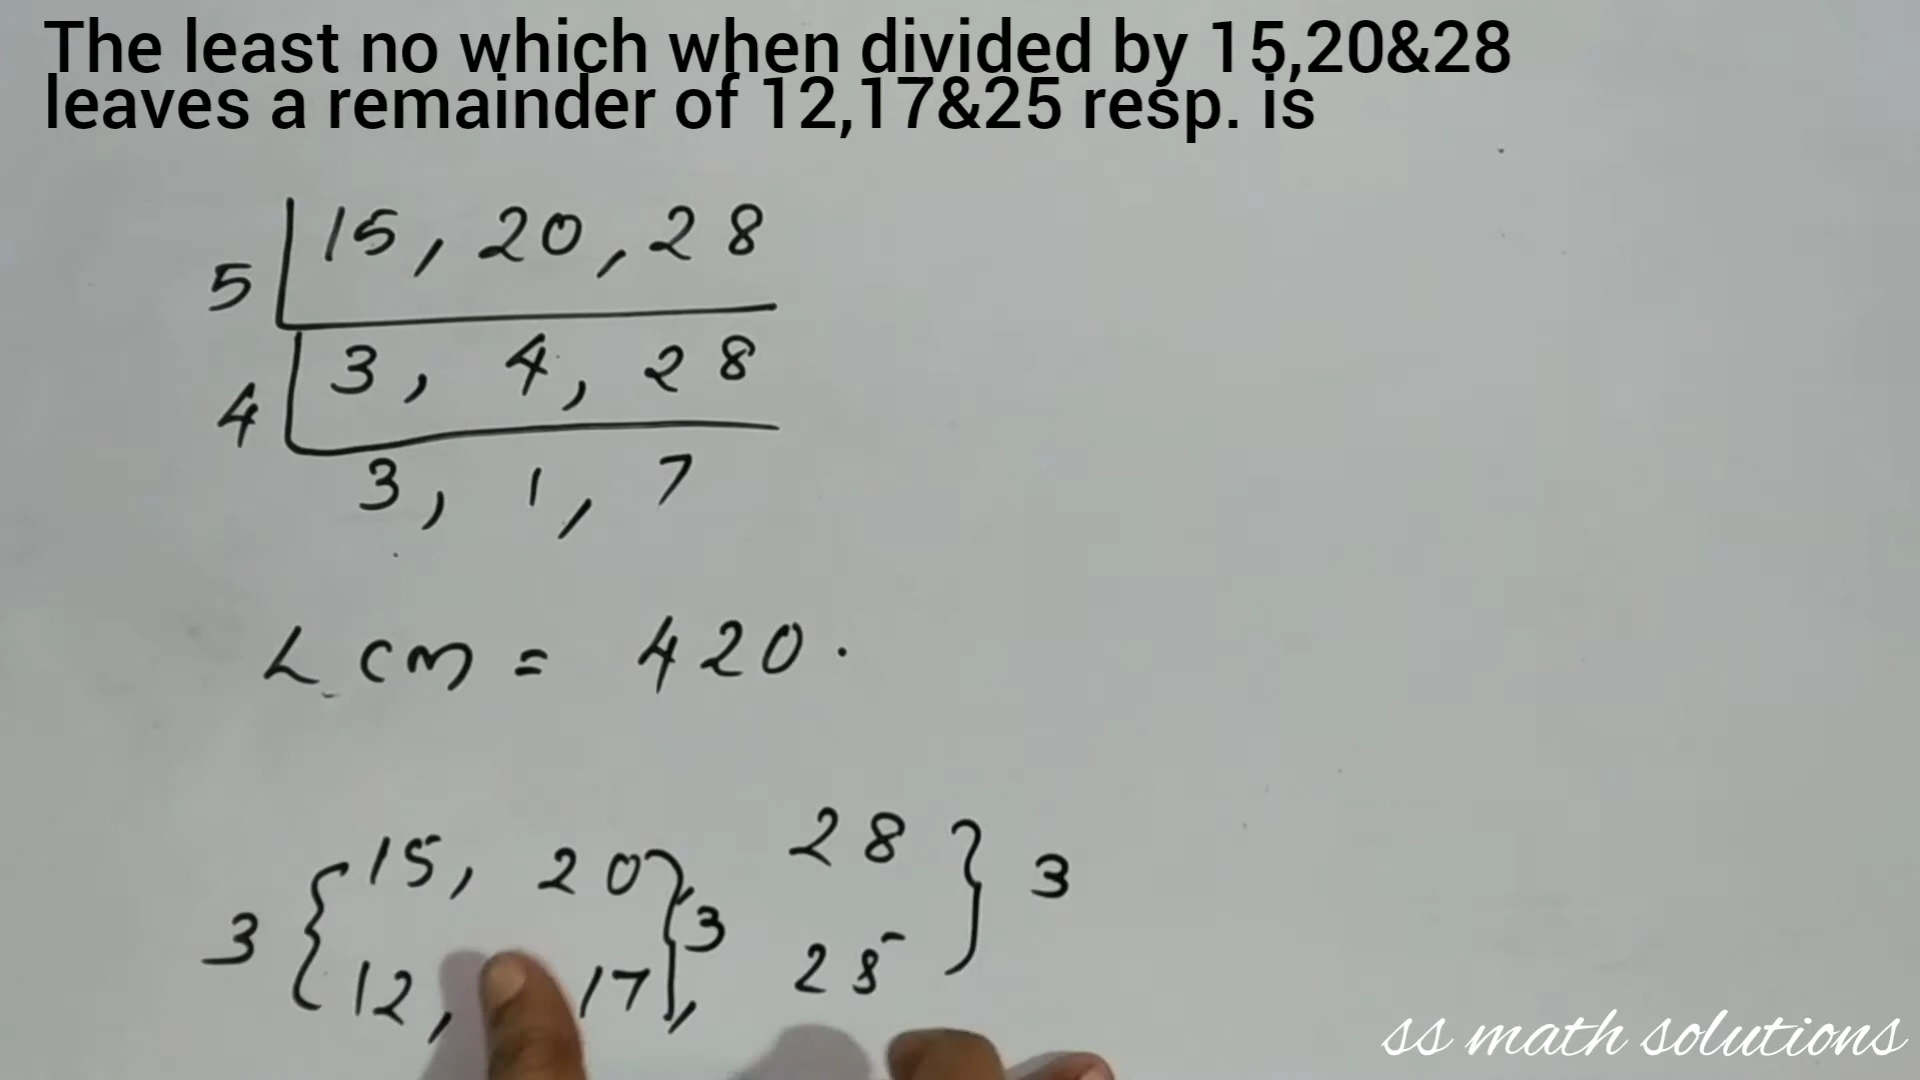 The least no which when divided by 15,20&28
leaves a remainder of 12,17&25 resp. is
15, 20, 28
5
3, 4, 28
4
3, 1, 7
Lcm = 420.
15, 20 28
3 3 3
12, 17, 25
ss math solutions